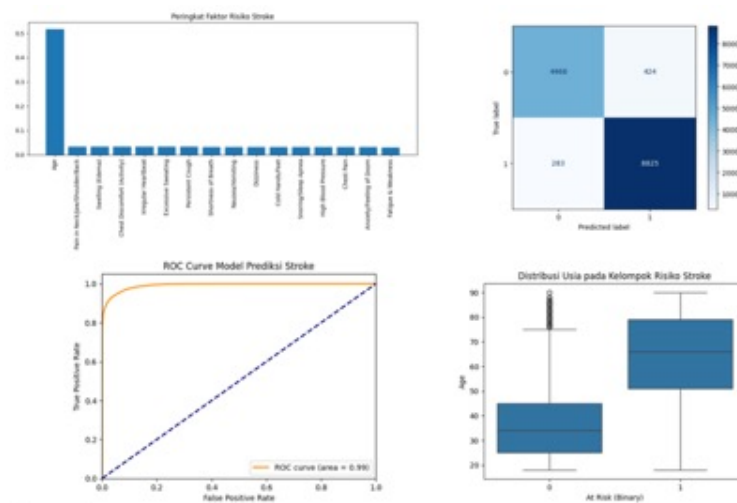 Peringkat Faktor Risiko Stroke
0.5
0.4
0.3
0.2
0.1
0.0
Age
Pain in Neck/Jaw/Shoulder/Back
Swelling (Edema)
Chest Discomfort (Activity)
Irregular Heartbeat
Excessive Sweating
Persistent Cough
Shortness of Breath
Nausea/Vomiting
Dizziness
Cold Hands/Feet
Snoring/Sleep Apnea
High Blood Pressure
Chest Pain
Anxiety/Feeling of Doom
Fatigue & Weakness
True label
0
1
424
283
8825
0
1
Predicted label
8000
7000
6000
5000
4000
3000
2000
1000
ROC Curve Model Prediksi Stroke
True Positive Rate
1.0
0.8
0.6
0.4
0.2
0.0
ROC curve (area = 0.99)
0.0
0.2
0.4
0.6
0.8
1.0
False Positive Rate
Distribusi Usia pada Kelompok Risiko Stroke
Age
90
80
70
60
50
40
30
20
0
1
At Risk (Binary)